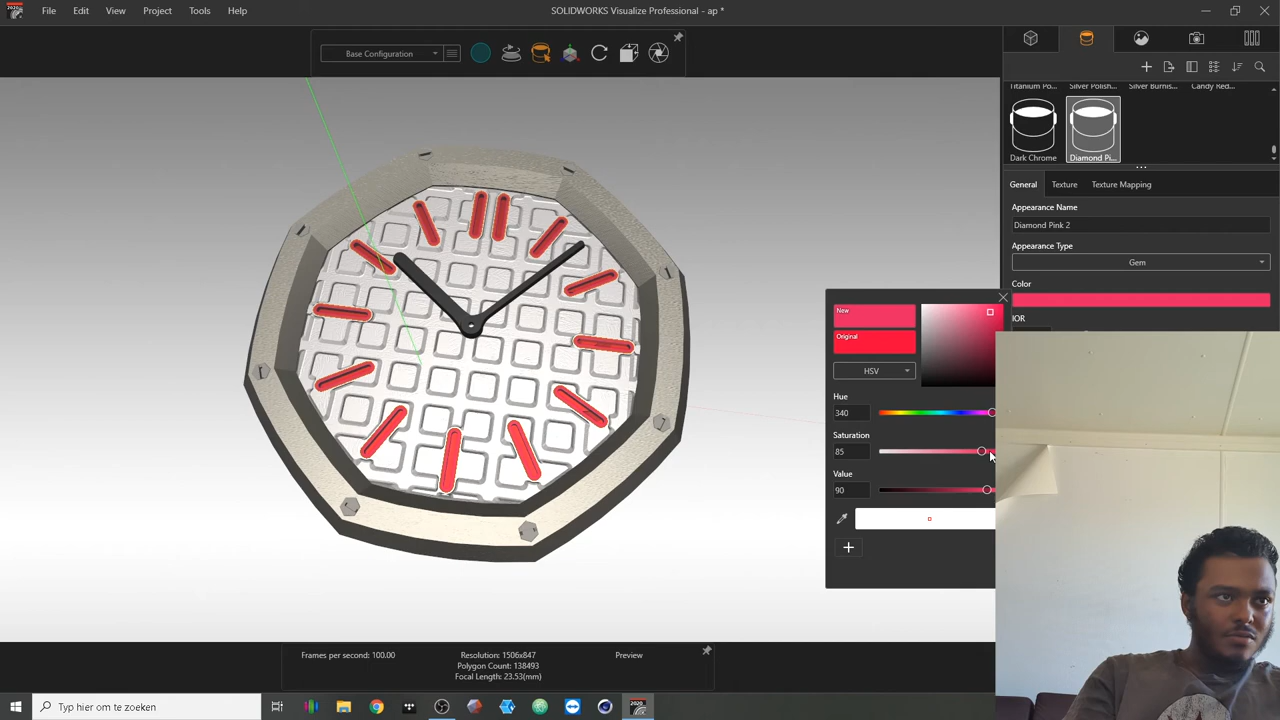 2020
File Edit View Project Tools Help
SOLIDWORKS Visualize Professional - ap *
Base Configuration
Titanium Po... Silver Polish... Silver Burnis... Candy Red...
Dark Chrome Diamond Pi...
General Texture Texture Mapping
Appearance Name
Diamond Pink 2
Appearance Type
Gem
Color
IOR
New
Original
HSV
Hue
340
Saturation
85
Value
90
Frames per second: 100.00
Resolution: 1506x847
Polygon Count: 138493
Focal Length: 23.53(mm)
Preview
Typ hier om te zoeken
2020